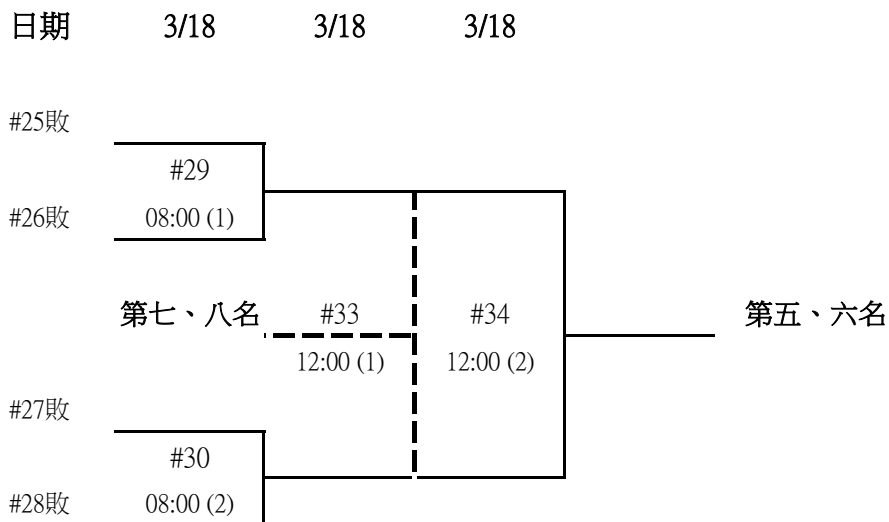 日期 3/18 3/18 3/18
#25敗
#29
#26敗 08:00 (1)
第七、八名 #33 #34 第五、六名
12:00 (1) 12:00 (2)
#27敗
#30
#28敗 08:00 (2)